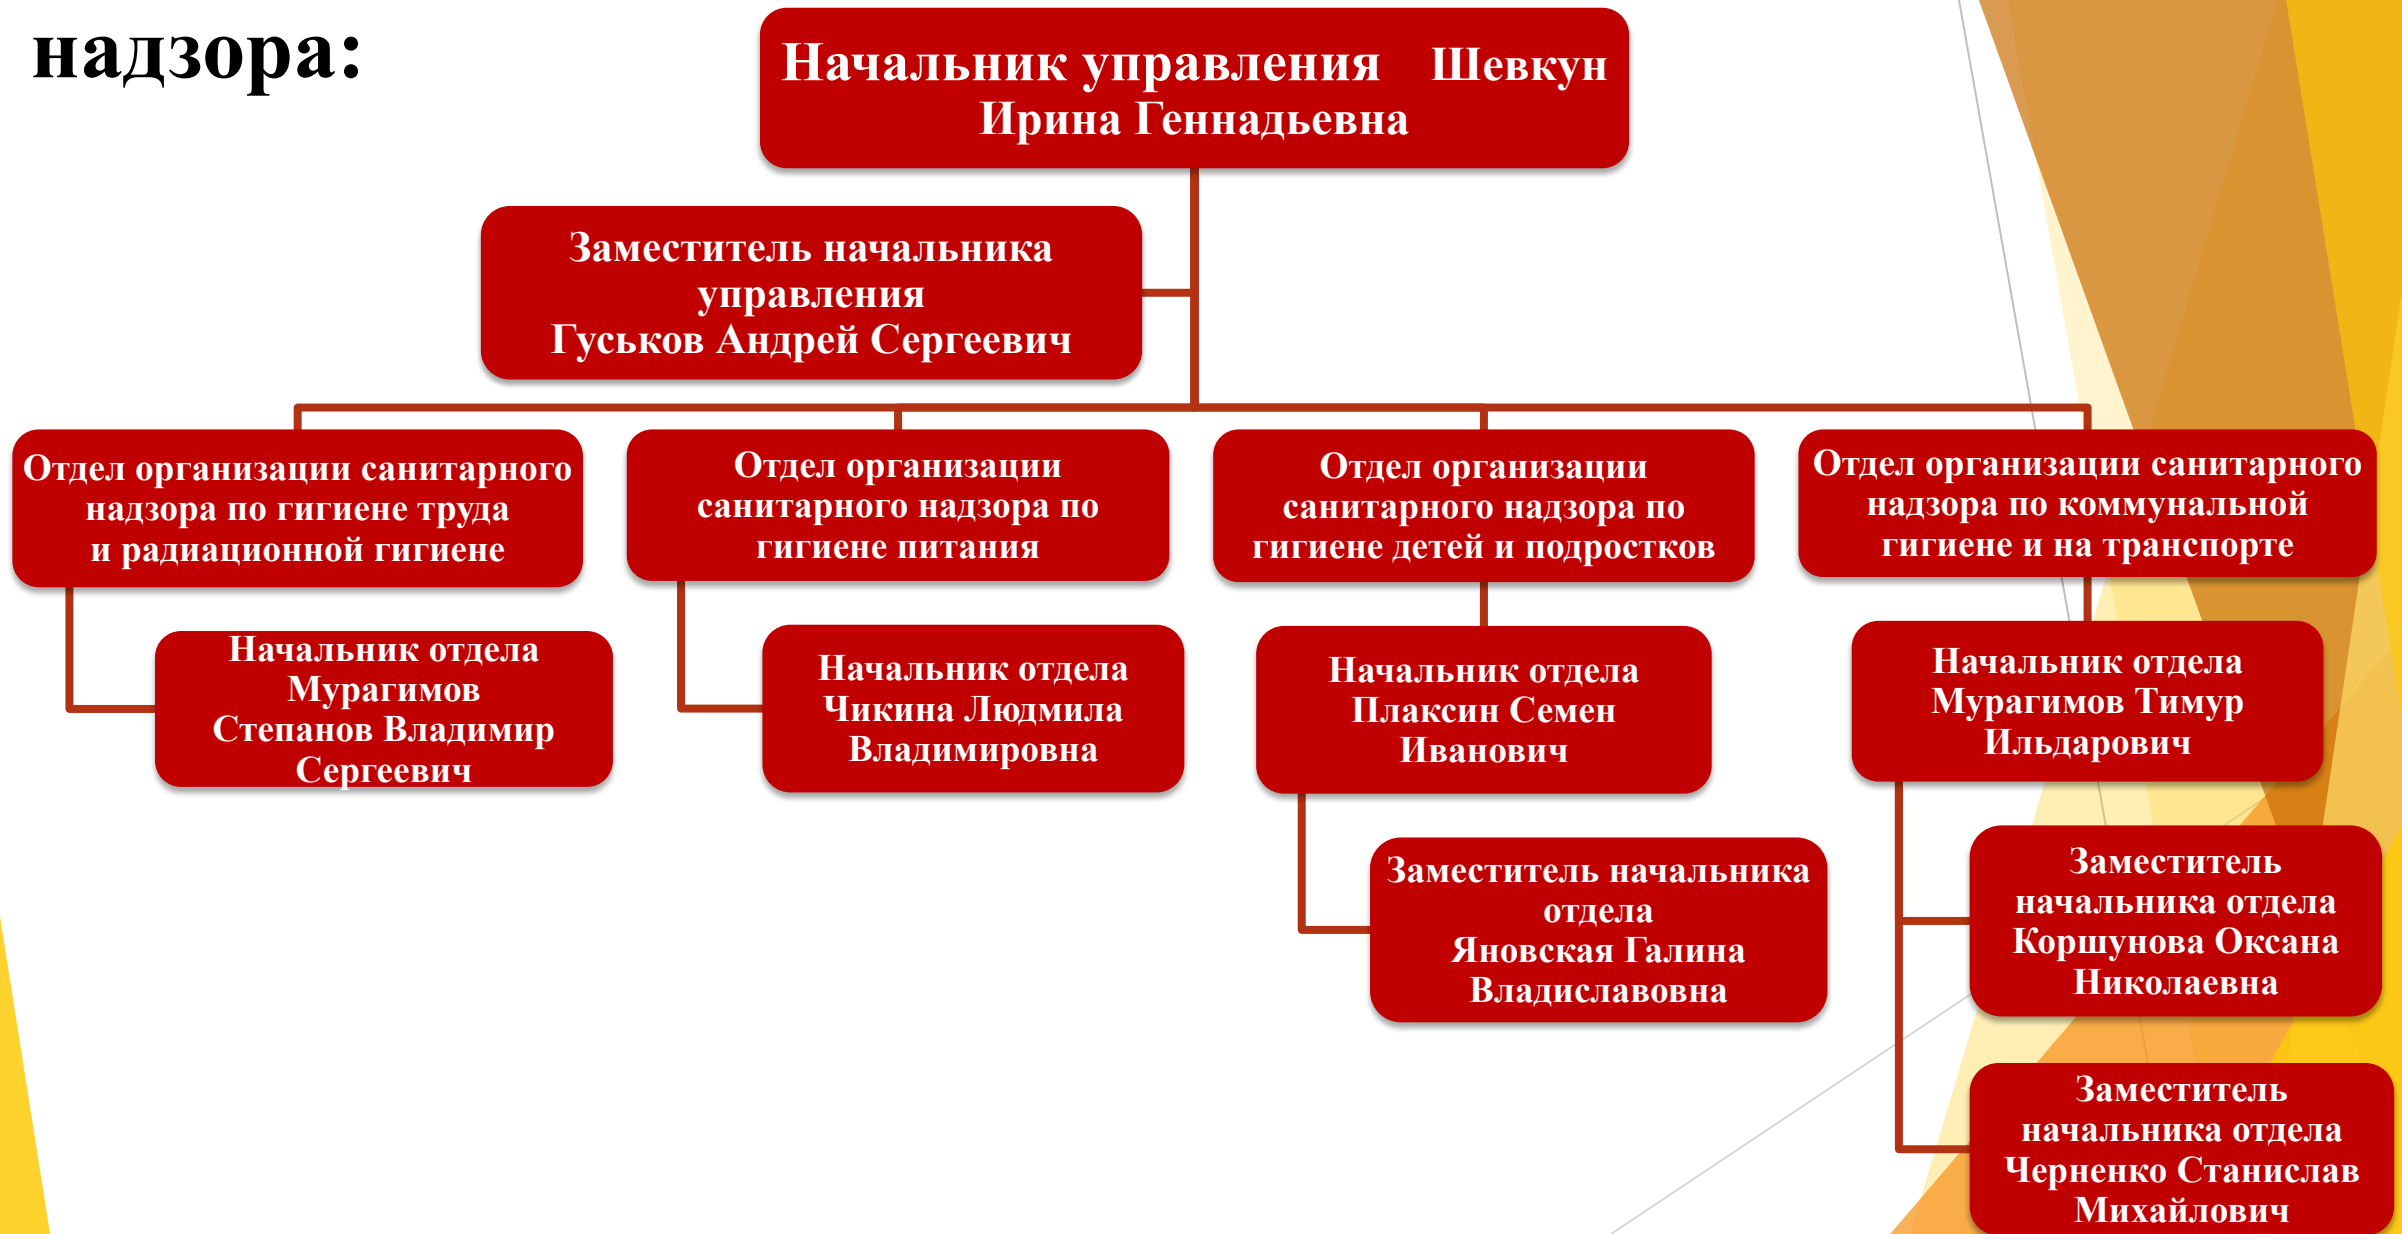 надзора:
Начальник управления Шевкун
Ирина Геннадьевна
Заместитель начальника
управления
Гуськов Андрей Сергеевич
Отдел организации санитарного
надзора по гигиене труда
и радиационной гигиене
Отдел организации
санитарного надзора по
гигиене питания
Отдел организации
санитарного надзора по
гигиене детей и подростков
Отдел организации санитарного
надзора по коммунальной
гигиене и на транспорте
Начальник отдела
Мурагимов
Степанов Владимир
Сергеевич
Начальник отдела
Чикина Людмила
Владимировна
Начальник отдела
Плаксин Семен
Иванович
Начальник отдела
Мурагимов Тимур
Ильдарович
Заместитель начальника
отдела
Яновская Галина
Владиславовна
Заместитель
начальника отдела
Коршунова Оксана
Николаевна
Заместитель
начальника отдела
Черненко Станислав
Михайлович